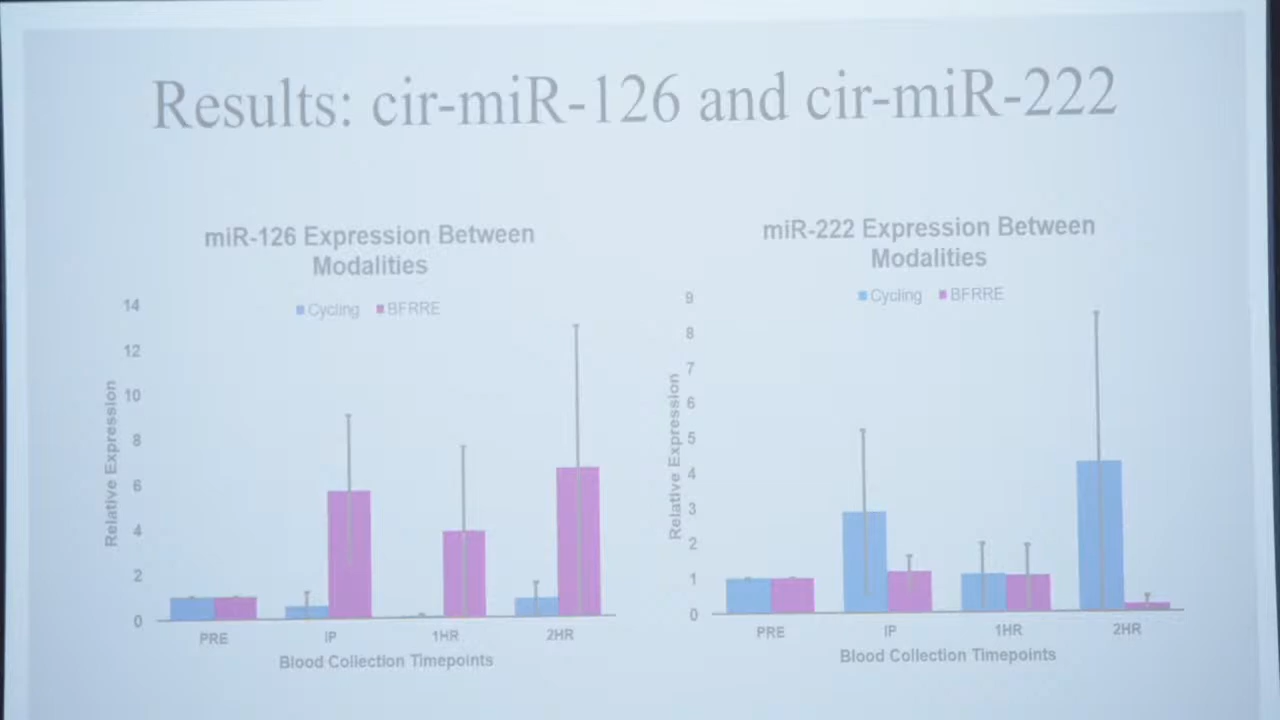 Results: cir-miR-126 and cir-miR-222
miR-126 Expression Between
Modalities
Cycling BFRRE
14
12
10
8
6
4
2
0
Relative Expression
PRE IP 1HR 2HR
Blood Collection Timepoints
miR-222 Expression Between
Modalities
Cycling BFRRE
9
8
7
6
5
4
3
2
1
0
Relative Expression
PRE IP 1HR 2HR
Blood Collection Timepoints